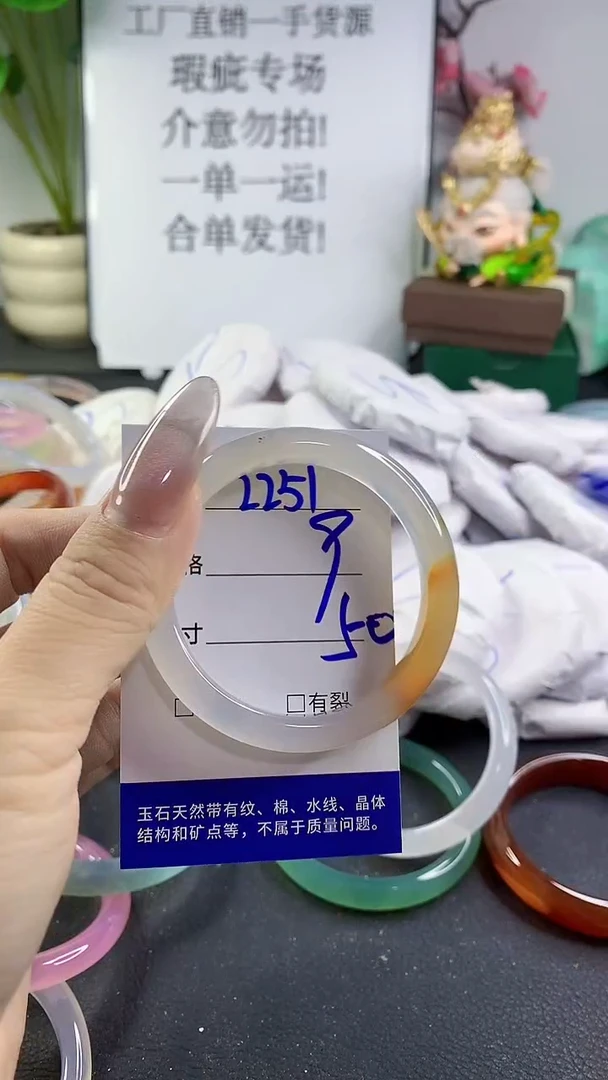 工厂直销一手货源
瑕疵专场
介意勿拍!
一单一运!
合单发货!
2251
格
寸
50
□
□有裂
玉石天然带有纹、棉、水线、晶体
结构和矿点等，不属于质量问题。